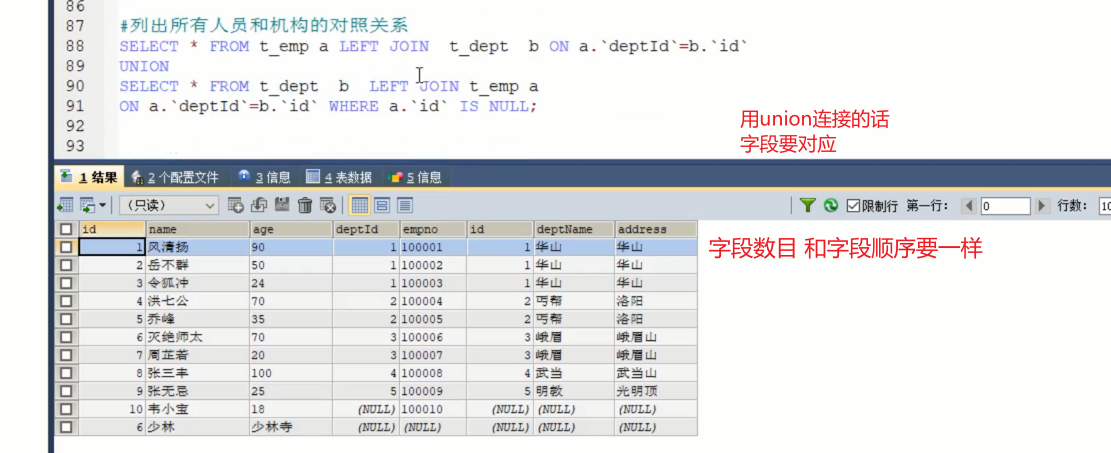 86
87 #列出所有人员和机构的对照关系
88 SELECT * FROM t_emp a LEFT JOIN t_dept b ON a.`deptId`=b.`id`
89 UNION
90 SELECT * FROM t_dept b LEFT JOIN t_emp a
91 ON a.`deptId`=b.`id` WHERE a.`id` IS NULL;
92
93
用union连接的话
字段要对应
1 结果 2 个配置文件 3 信息 4 表数据 5 信息
(只读) 限制行 第一行: 0 行数: 10
id name age deptId empno id deptName address
1 风清扬 90 1 100001 1 华山 华山
2 岳不群 50 1 100002 1 华山 华山
3 令狐冲 24 1 100003 1 华山 华山
4 洪七公 70 2 100004 2 丐帮 洛阳
5 乔峰 35 2 100005 2 丐帮 洛阳
6 灭绝师太 70 3 100006 3 峨眉 峨眉山
7 周芷若 20 3 100007 3 峨眉 峨眉山
8 张三丰 100 4 100008 4 武当 武当山
9 张无忌 25 5 100009 5 明教 光明顶
10 韦小宝 18 (NULL) 100010 (NULL) (NULL) (NULL)
6 少林 少林寺 (NULL) (NULL) (NULL) (NULL) (NULL)
字段数目 和字段顺序要一样